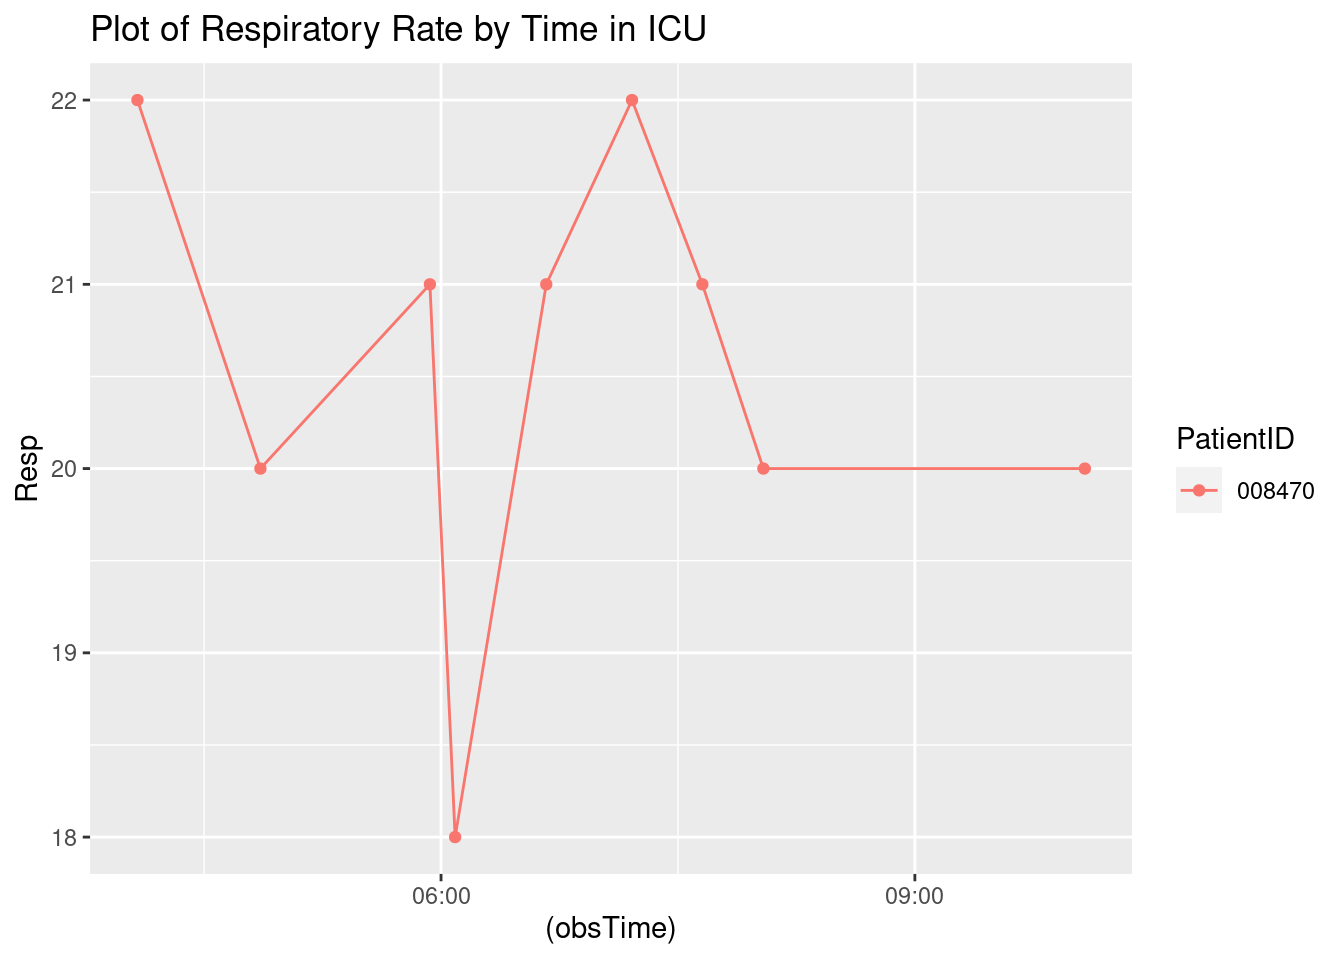 Plot of Respiratory Rate by Time in ICU
22
21
20
19
18
Resp
06:00
09:00
(obsTime)
PatientID
008470